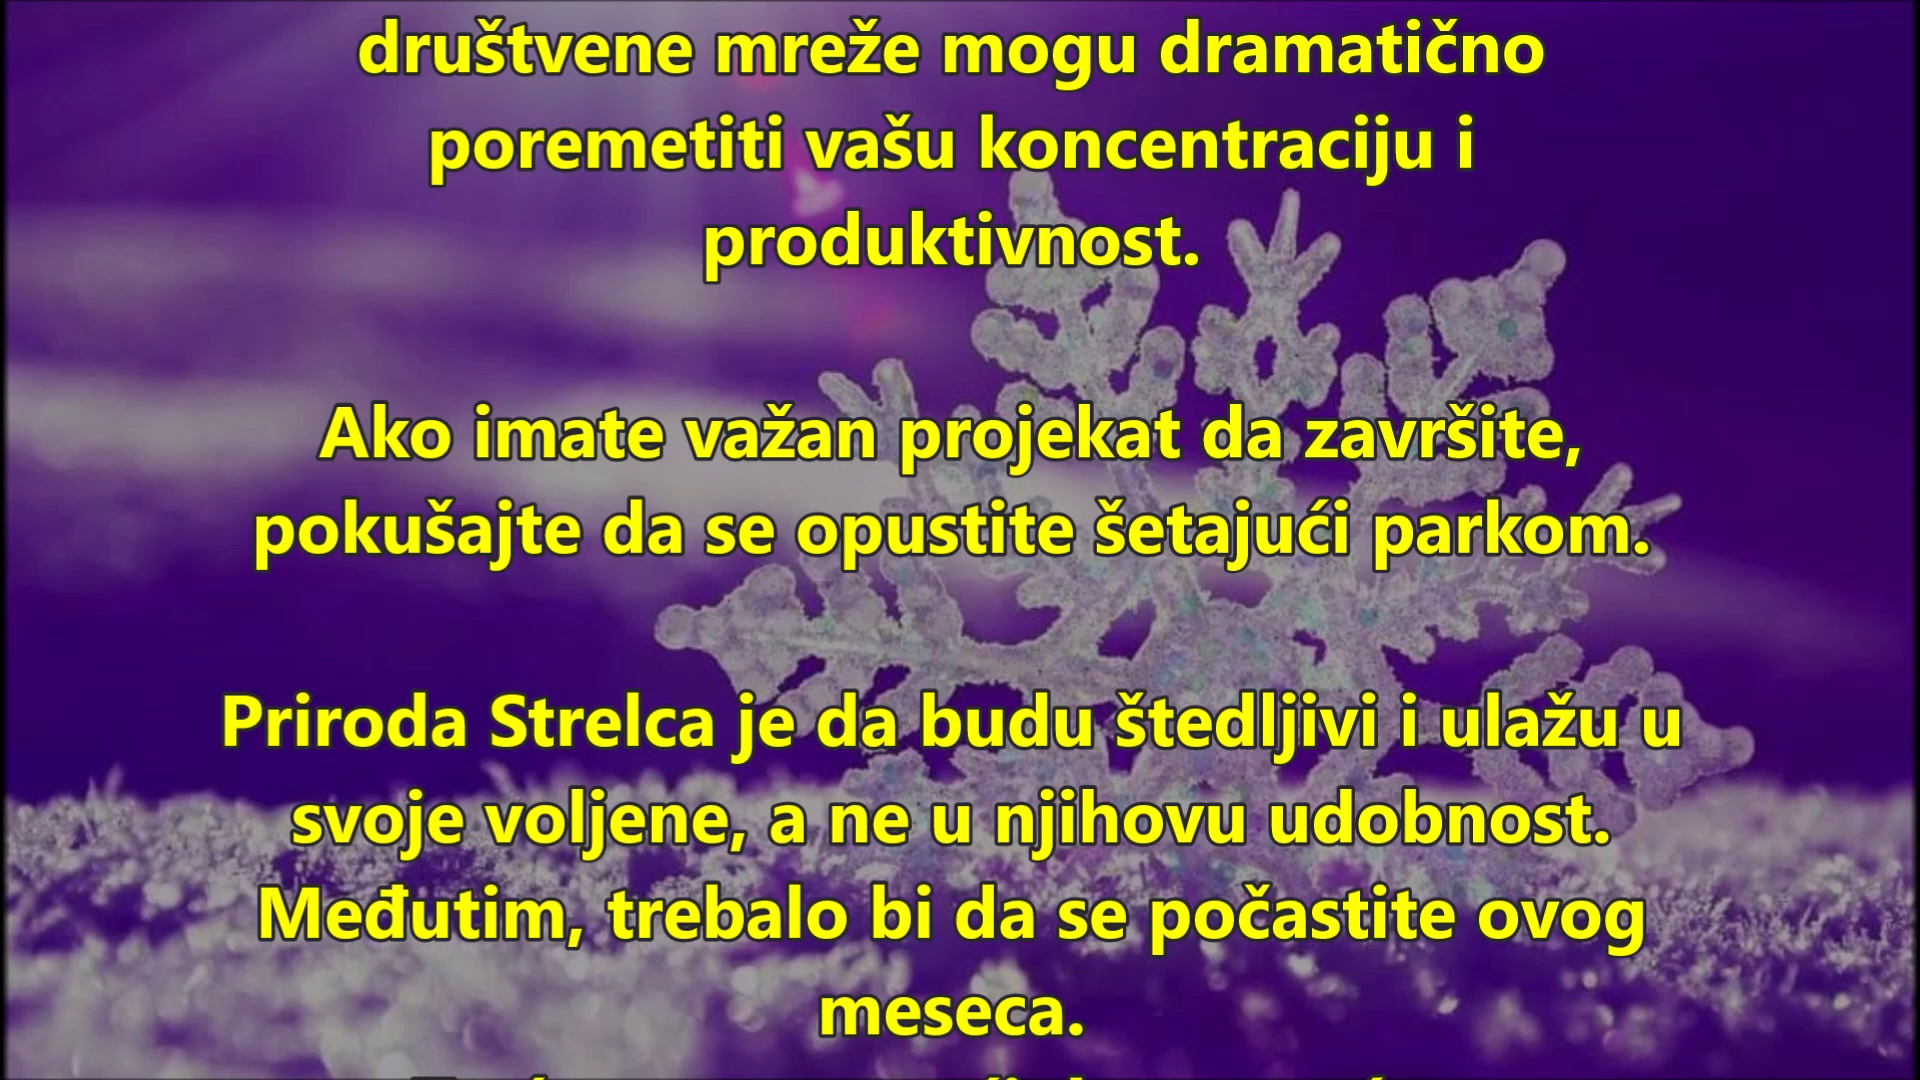 društvene mreže mogu dramatično
poremetiti vašu koncentraciju i
produktivnost.
Ako imate važan projekat da završite,
pokušajte da se opustite šetajući parkom.
Priroda Strelca je da budu štedljivi i ulažu u
svoje voljene, a ne u njihovu udobnost.
Međutim, trebalo bi da se počastite ovog
meseca.